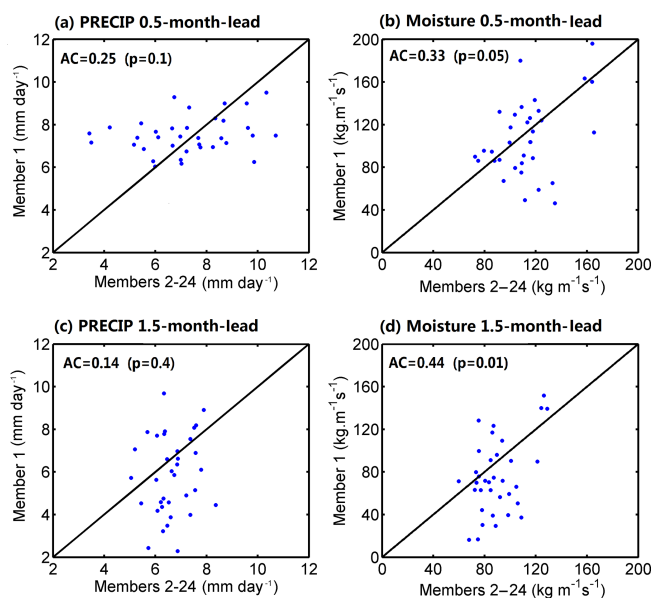 (a) PRECIP 0.5-month-lead
12
10
8
6
4
2
AC=0.25 (p=0.1)
Member 1 (mm day⁻¹)
2 4 6 8 10 12
Members 2-24 (mm day⁻¹)
(b) Moisture 0.5-month-lead
200
160
120
80
40
0
AC=0.33 (p=0.05)
Member 1 (kg.m⁻¹s⁻¹)
0 40 80 120 160 200
Members 2−24 (kg m⁻¹s⁻¹)
(c) PRECIP 1.5-month-lead
12
10
8
6
4
2
AC=0.14 (p=0.4)
Member 1 (mm day⁻¹)
2 4 6 8 10 12
Members 2-24 (mm day⁻¹)
(d) Moisture 1.5-month-lead
200
160
120
80
40
0
AC=0.44 (p=0.01)
Member 1 (kg.m⁻¹s⁻¹)
0 40 80 120 160 200
Members 2−24 (kg m⁻¹s⁻¹)